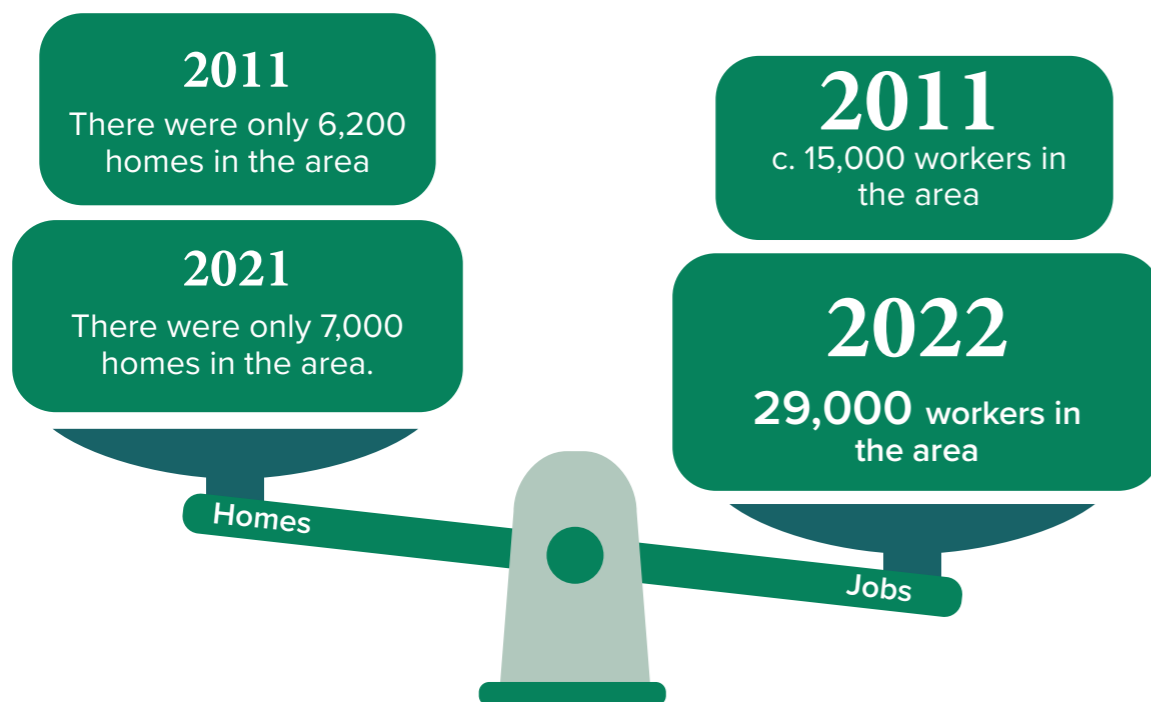 2011
There were only 6,200
homes in the area
2021
There were only 7,000
homes in the area.
Homes
2011
c. 15,000 workers in
the area
2022
29,000 workers in
the area
Jobs